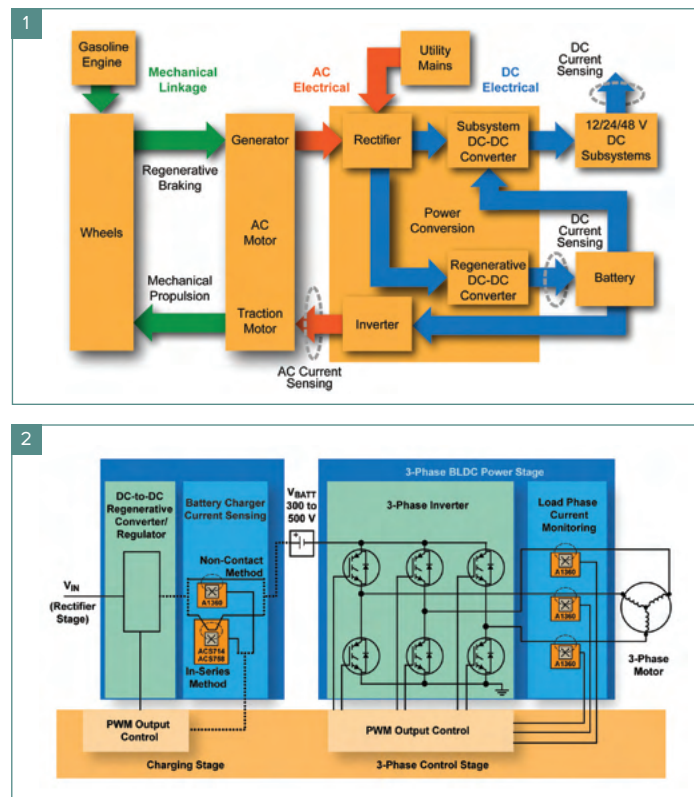 1
Gasoline
Engine
Mechanical
Linkage
AC
Electrical
Utility
Mains
DC
Electrical
DC
Current
Sensing
Wheels
Regenerative
Braking
Generator
Rectifier
Subsystem
DC-DC
Converter
12/24/48 V
DC
Subsystems
AC
Motor
Power
Conversion
DC
Current
Sensing
Mechanical
Propulsion
Regenerative
DC-DC
Converter
Battery
Traction
Motor
Inverter
AC Current
Sensing
2
3-Phase BLDC Power Stage
DC-to-DC
Regenerative
Converter/
Regulator
Battery Charger
Current Sensing
VBATT
300 to
500 V
3-Phase Inverter
Load Phase
Current
Monitoring
Non-Contact
Method
A1360
VIN
(Rectifier
Stage)
ACS714
ACS758
In-Series
Method
A1360
A1360
A1360
3-Phase
Motor
PWM Output
Control
PWM Output Control
Charging Stage
3-Phase Control Stage